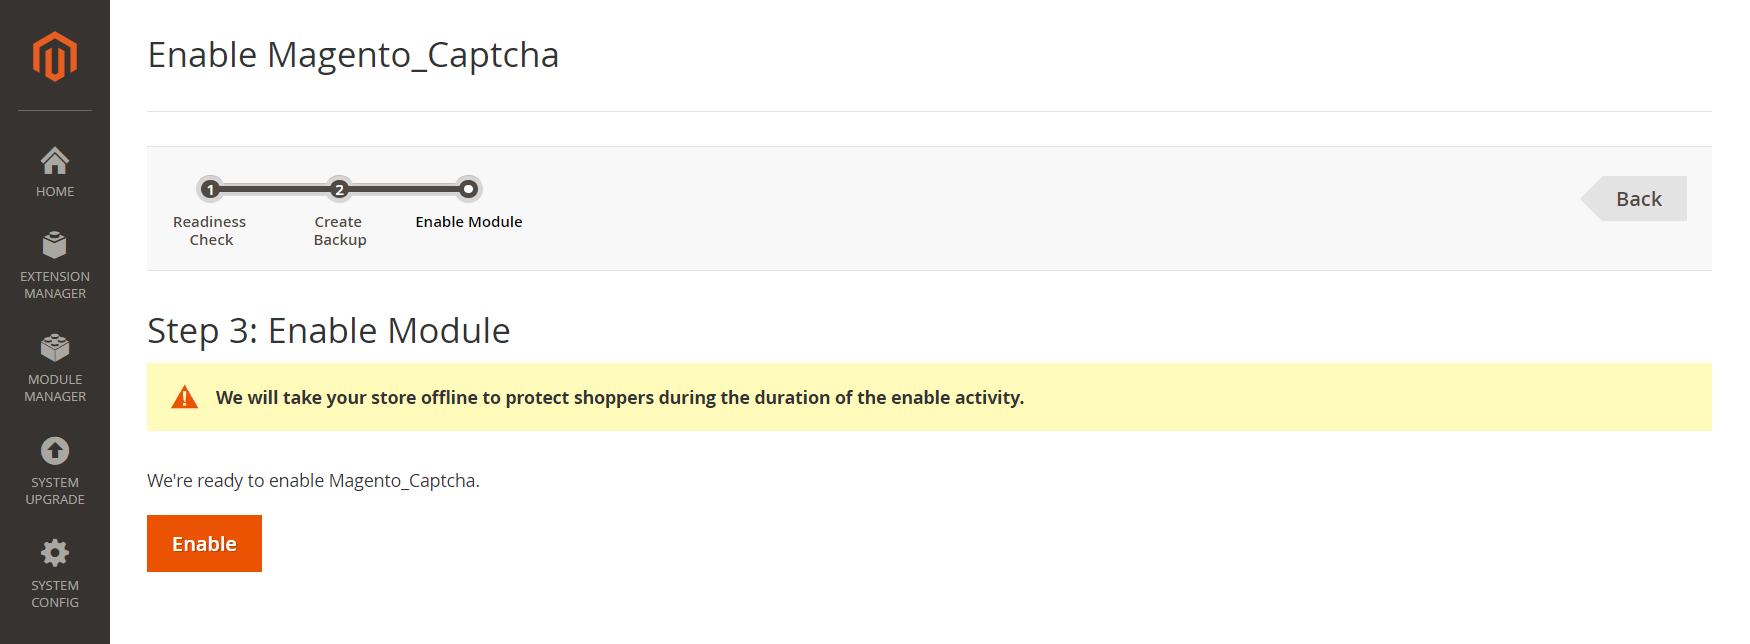 Enable Magento_Captcha
HOME
EXTENSION
MANAGER
MODULE
MANAGER
SYSTEM
UPGRADE
SYSTEM
CONFIG
1
2
Readiness
Check
Create
Backup
Enable Module
Back
Step 3: Enable Module
We will take your store offline to protect shoppers during the duration of the enable activity.
We're ready to enable Magento_Captcha.
Enable